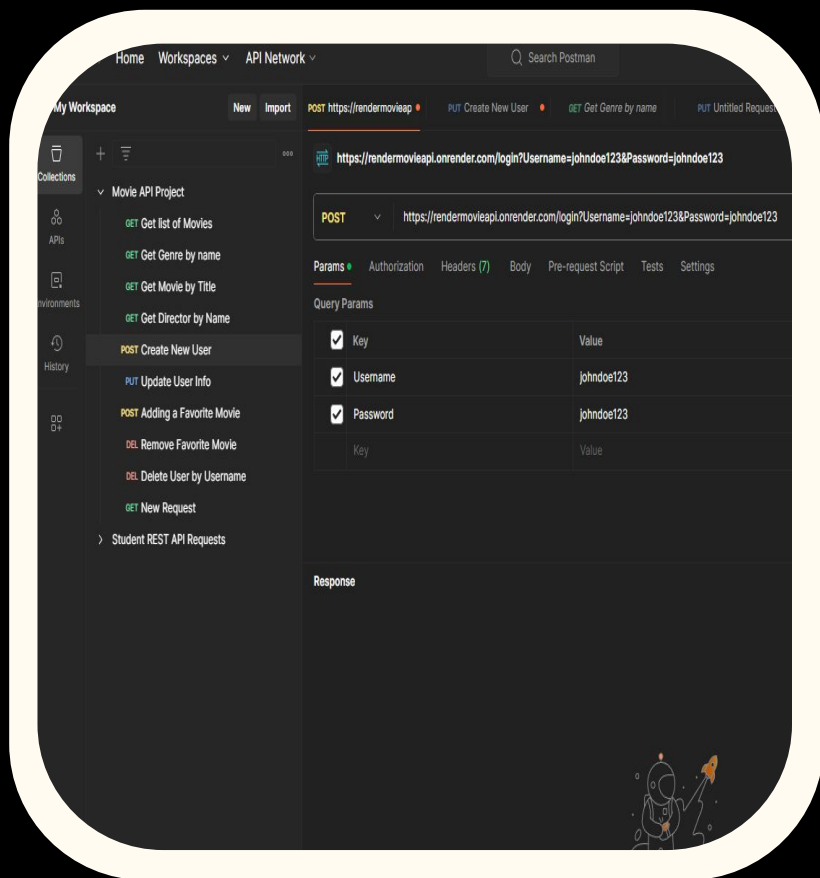 Home Workspaces API Network Search Postman
My Workspace New Import
POST https://rendermovieap PUT Create New User GET Get Genre by name PUT Untitled Request
Collections
APIs
nvironments
History
Movie API Project
GET Get list of Movies
GET Get Genre by name
GET Get Movie by Title
GET Get Director by Name
POST Create New User
PUT Update User Info
POST Adding a Favorite Movie
DEL Remove Favorite Movie
DEL Delete User by Username
GET New Request
Student REST API Requests
HTTP https://rendermovieapi.onrender.com/login?Username=johndoe123&Password=johndoe123
POST https://rendermovieapi.onrender.com/login?Username=johndoe123&Password=johndoe123
Params Authorization Headers (7) Body Pre-request Script Tests Settings
Query Params
Key Value
Username johndoe123
Password johndoe123
Key Value
Response